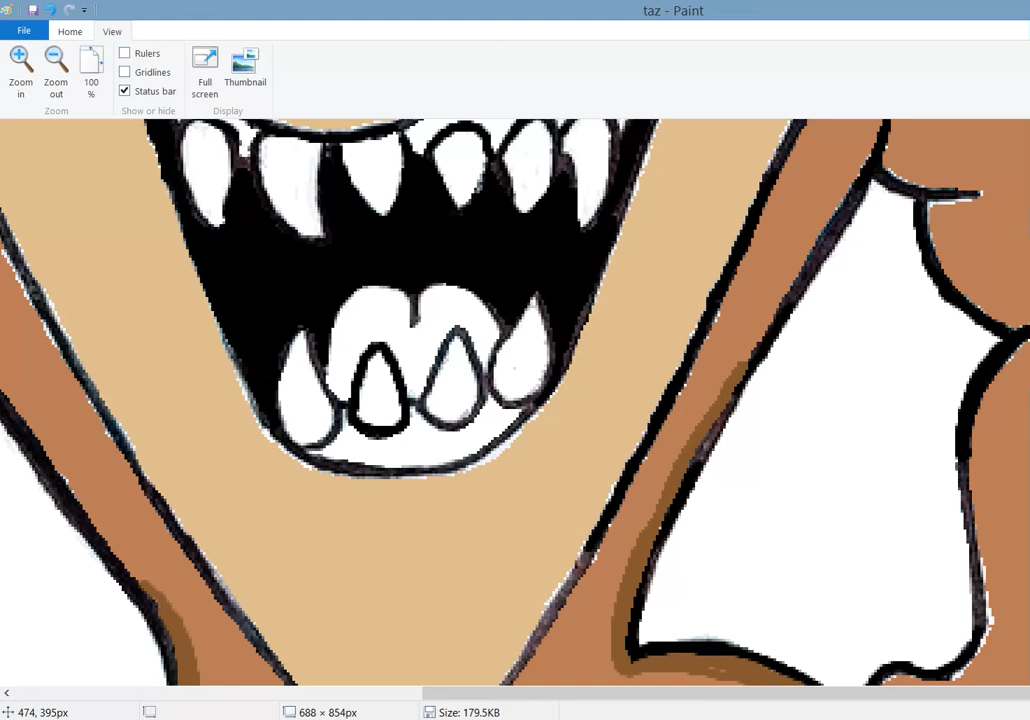 taz - Paint
File Home View
Zoom in
Zoom out
100 %
Rulers
Gridlines
Status bar
Full screen
Thumbnail
Zoom
Show or hide
Display
474, 395px
688 × 854px
Size: 179.5KB